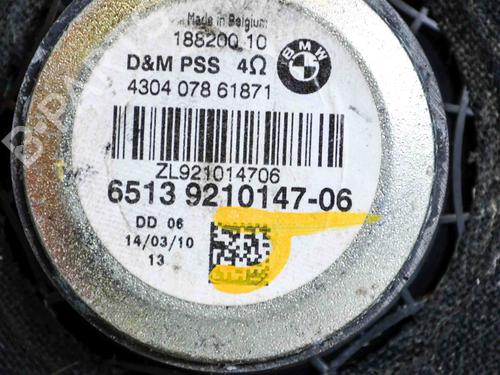 Made in Belgium
188200 10
D&M PSS 4Ω
BMW
4304 078 61871
ZL921014706
6513 9210147-06
DD 06
14/03/10
13
B-PARTS